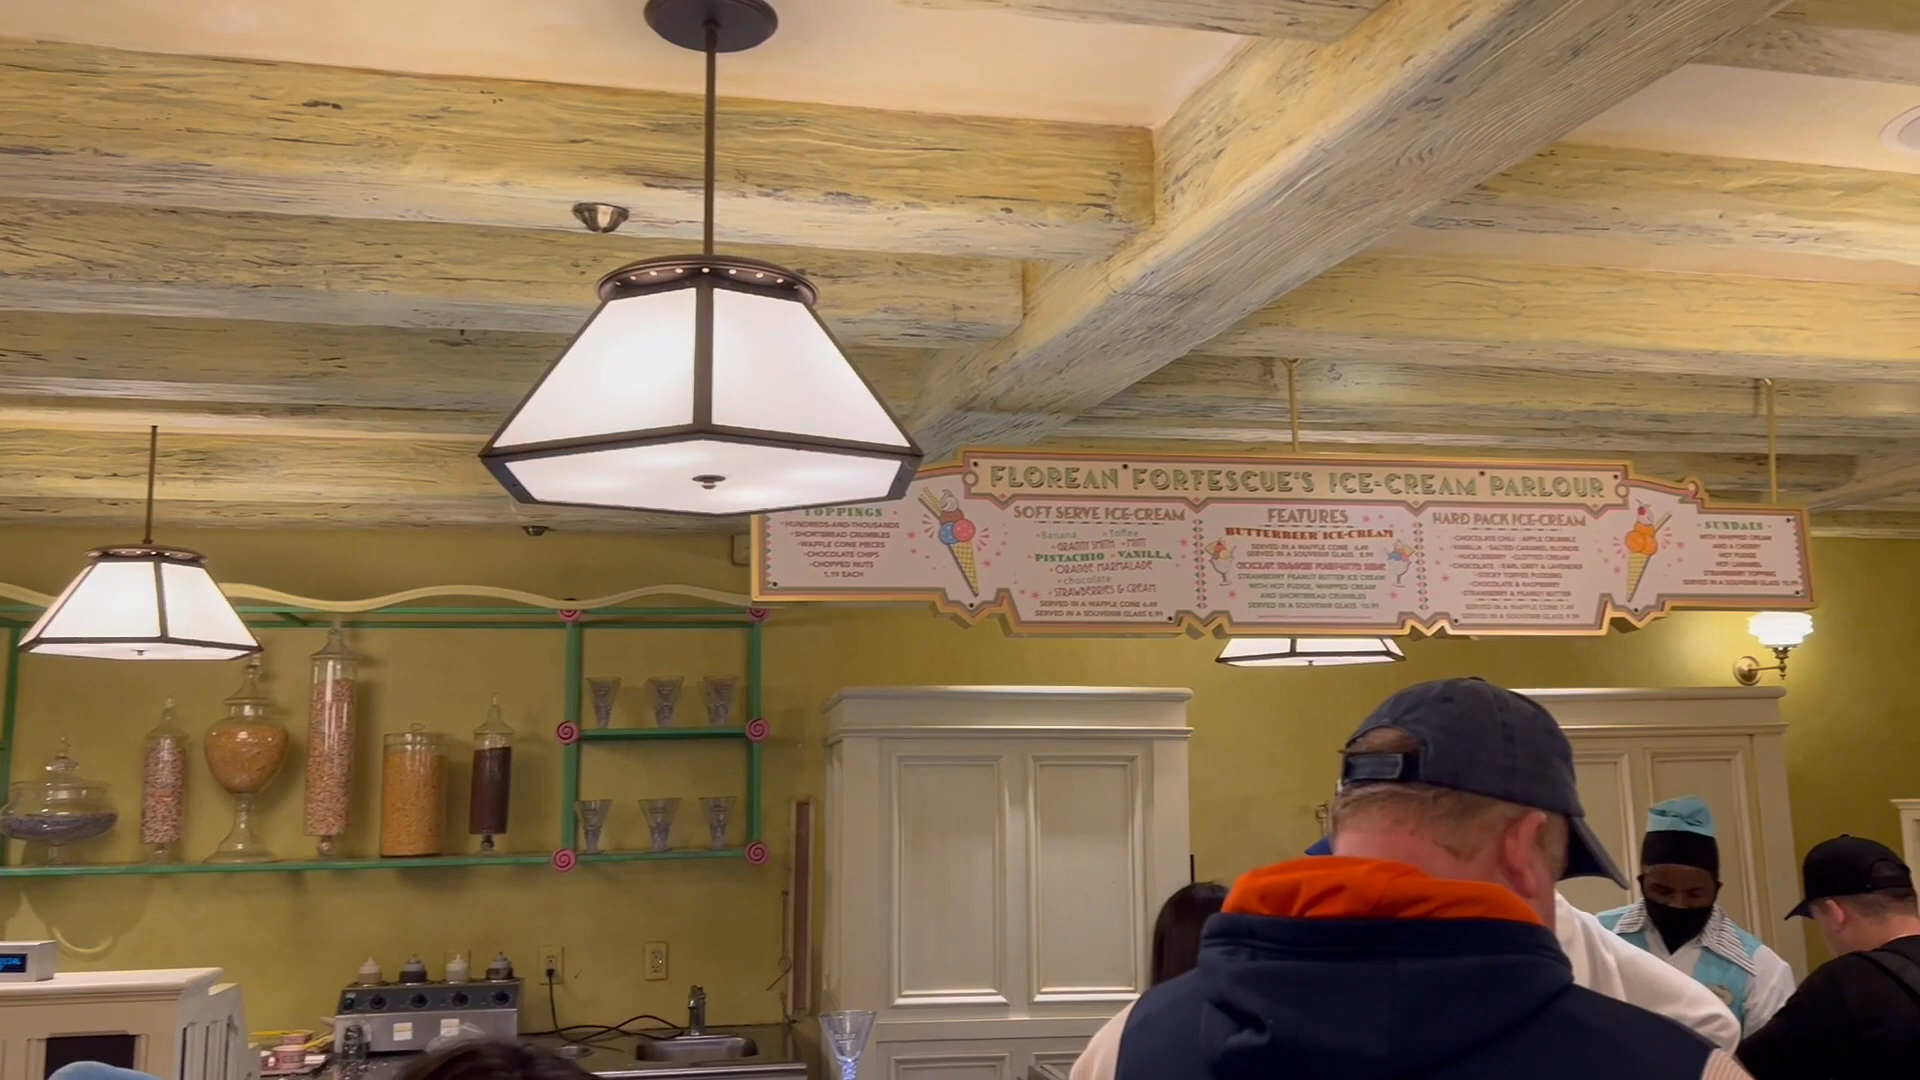 FLOREAN FORTESCUE'S ICE-CREAM PARLOUR
TOPPINGS
•HUNDREDS-AND-THOUSANDS
•SHORTBREAD CRUMBLES
•WAFFLE CONE PIECES
•CHOCOLATE CHIPS
•CHOPPED NUTS
1.19 EACH
SOFT SERVE ICE-CREAM
•Banana •Toffee
•GRANNY SMITH •MINT
PISTACHIO • VANILLA
•ORANGE MARMALADE
•chocolate
•STRAWBERRIES & CREAM
SERVED IN A WAFFLE CONE 6.49
SERVED IN A SOUVENIR GLASS 8.99
FEATURES
BUTTERBEER ICE-CREAM
SERVED IN A WAFFLE CONE 6.49
SERVED IN A SOUVENIR GLASS 8.99
STRAWBERRY PEANUT BUTTER ICE CREAM
WITH HOT FUDGE, WHIPPED CREAM
AND SHORTBREAD CRUMBLES
SERVED IN A SOUVENIR GLASS 10.99
HARD PACK ICE-CREAM
•CHOCOLATE CHILI •APPLE CRUMBLE
•VANILLA •SALTED CARAMEL BLONDIE
•HUCKLEBERRY •CLOTTED CREAM
•CHOCOLATE •EARL GREY & LAVENDER
•STICKY TOFFEE PUDDING
•CHOCOLATE & RASPBERRY
•STRAWBERRY & PEANUT BUTTER
SERVED IN A WAFFLE CONE 7.49
SERVED IN A SOUVENIR GLASS 9.99
SUNDAES
WITH WHIPPED CREAM
AND A CHERRY
HOT FUDGE
HOT CARAMEL
STRAWBERRY TOPPING
SERVED IN A SOUVENIR GLASS